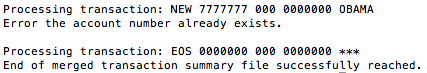 Processing transaction: NEW 7777777 000 0000000 OBAMA
Error the account number already exists.
Processing transaction: EOS 0000000 000 0000000 ***
End of merged transaction summary file successfully reached.